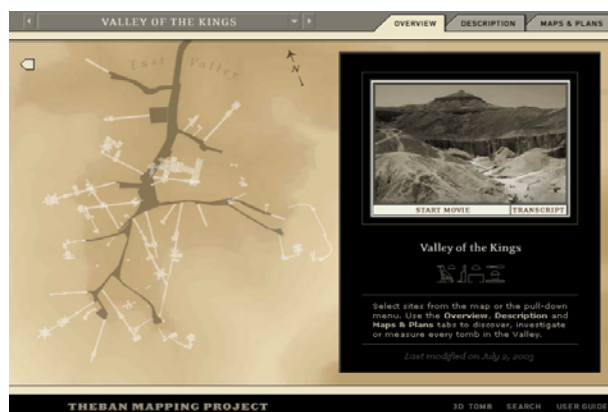 VALLEY OF THE KINGS
OVERVIEW
DESCRIPTION
MAPS & PLANS
East Valley
N
START MOVIE
TRANSCRIPT
Valley of the Kings
Select sites from the map or the pull-down
menu. Use the Overview, Description and
Maps & Plans tabs to discover, investigate
or measure every tomb in the Valley.
Last modified on July 2, 2003
THEBAN MAPPING PROJECT
3D TOMB
SEARCH
USER GUIDE